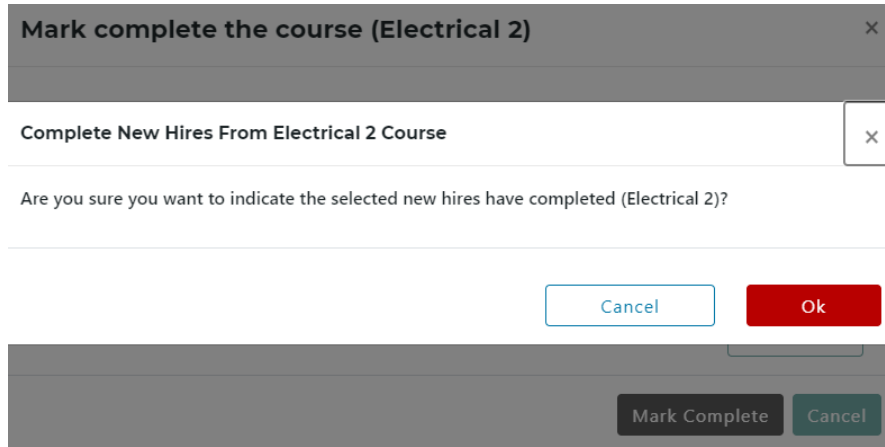 Mark complete the course (Electrical 2)
Complete New Hires From Electrical 2 Course
Are you sure you want to indicate the selected new hires have completed (Electrical 2)?
Cancel Ok
Mark Complete Cancel